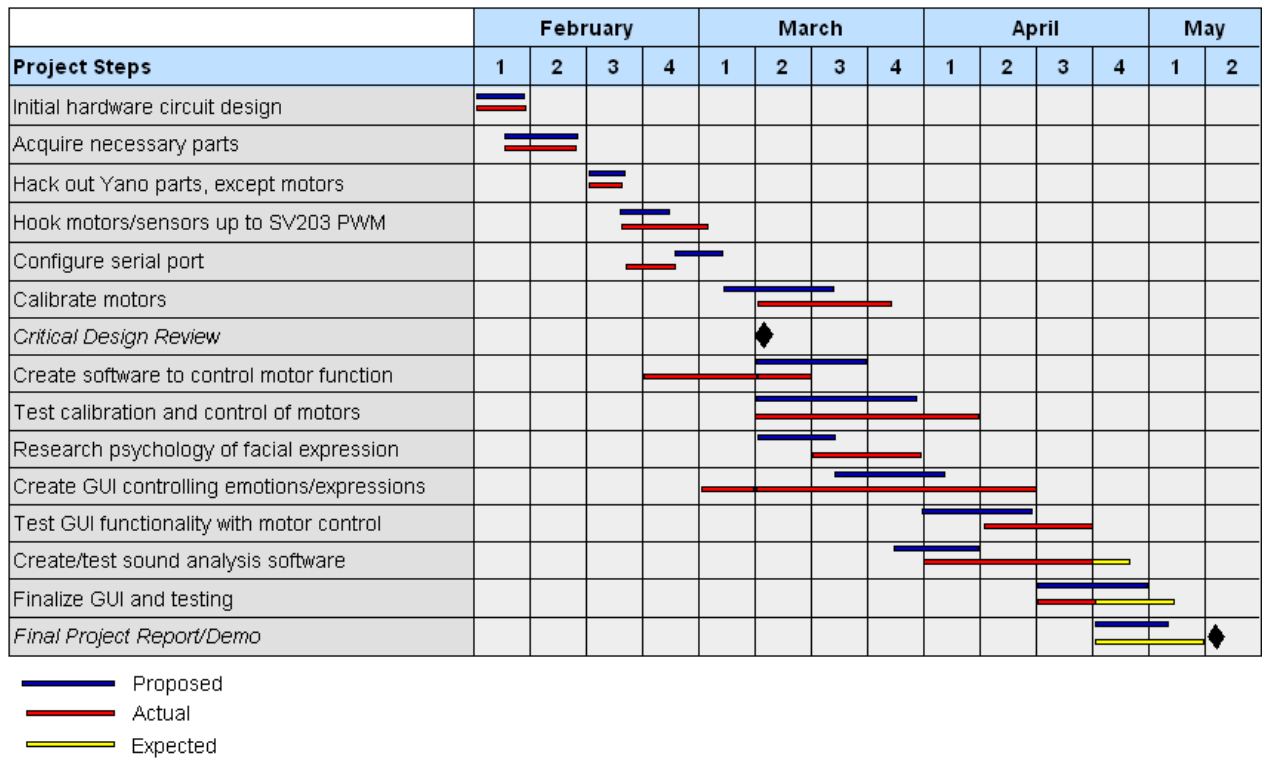 February March April May
Project Steps 1 2 3 4 1 2 3 4 1 2 3 4 1 2
Initial hardware circuit design
Acquire necessary parts
Hack out Yano parts, except motors
Hook motors/sensors up to SV203 PWM
Configure serial port
Calibrate motors
Critical Design Review
Create software to control motor function
Test calibration and control of motors
Research psychology of facial expression
Create GUI controlling emotions/expressions
Test GUI functionality with motor control
Create/test sound analysis software
Finalize GUI and testing
Final Project Report/Demo
Proposed
Actual
Expected